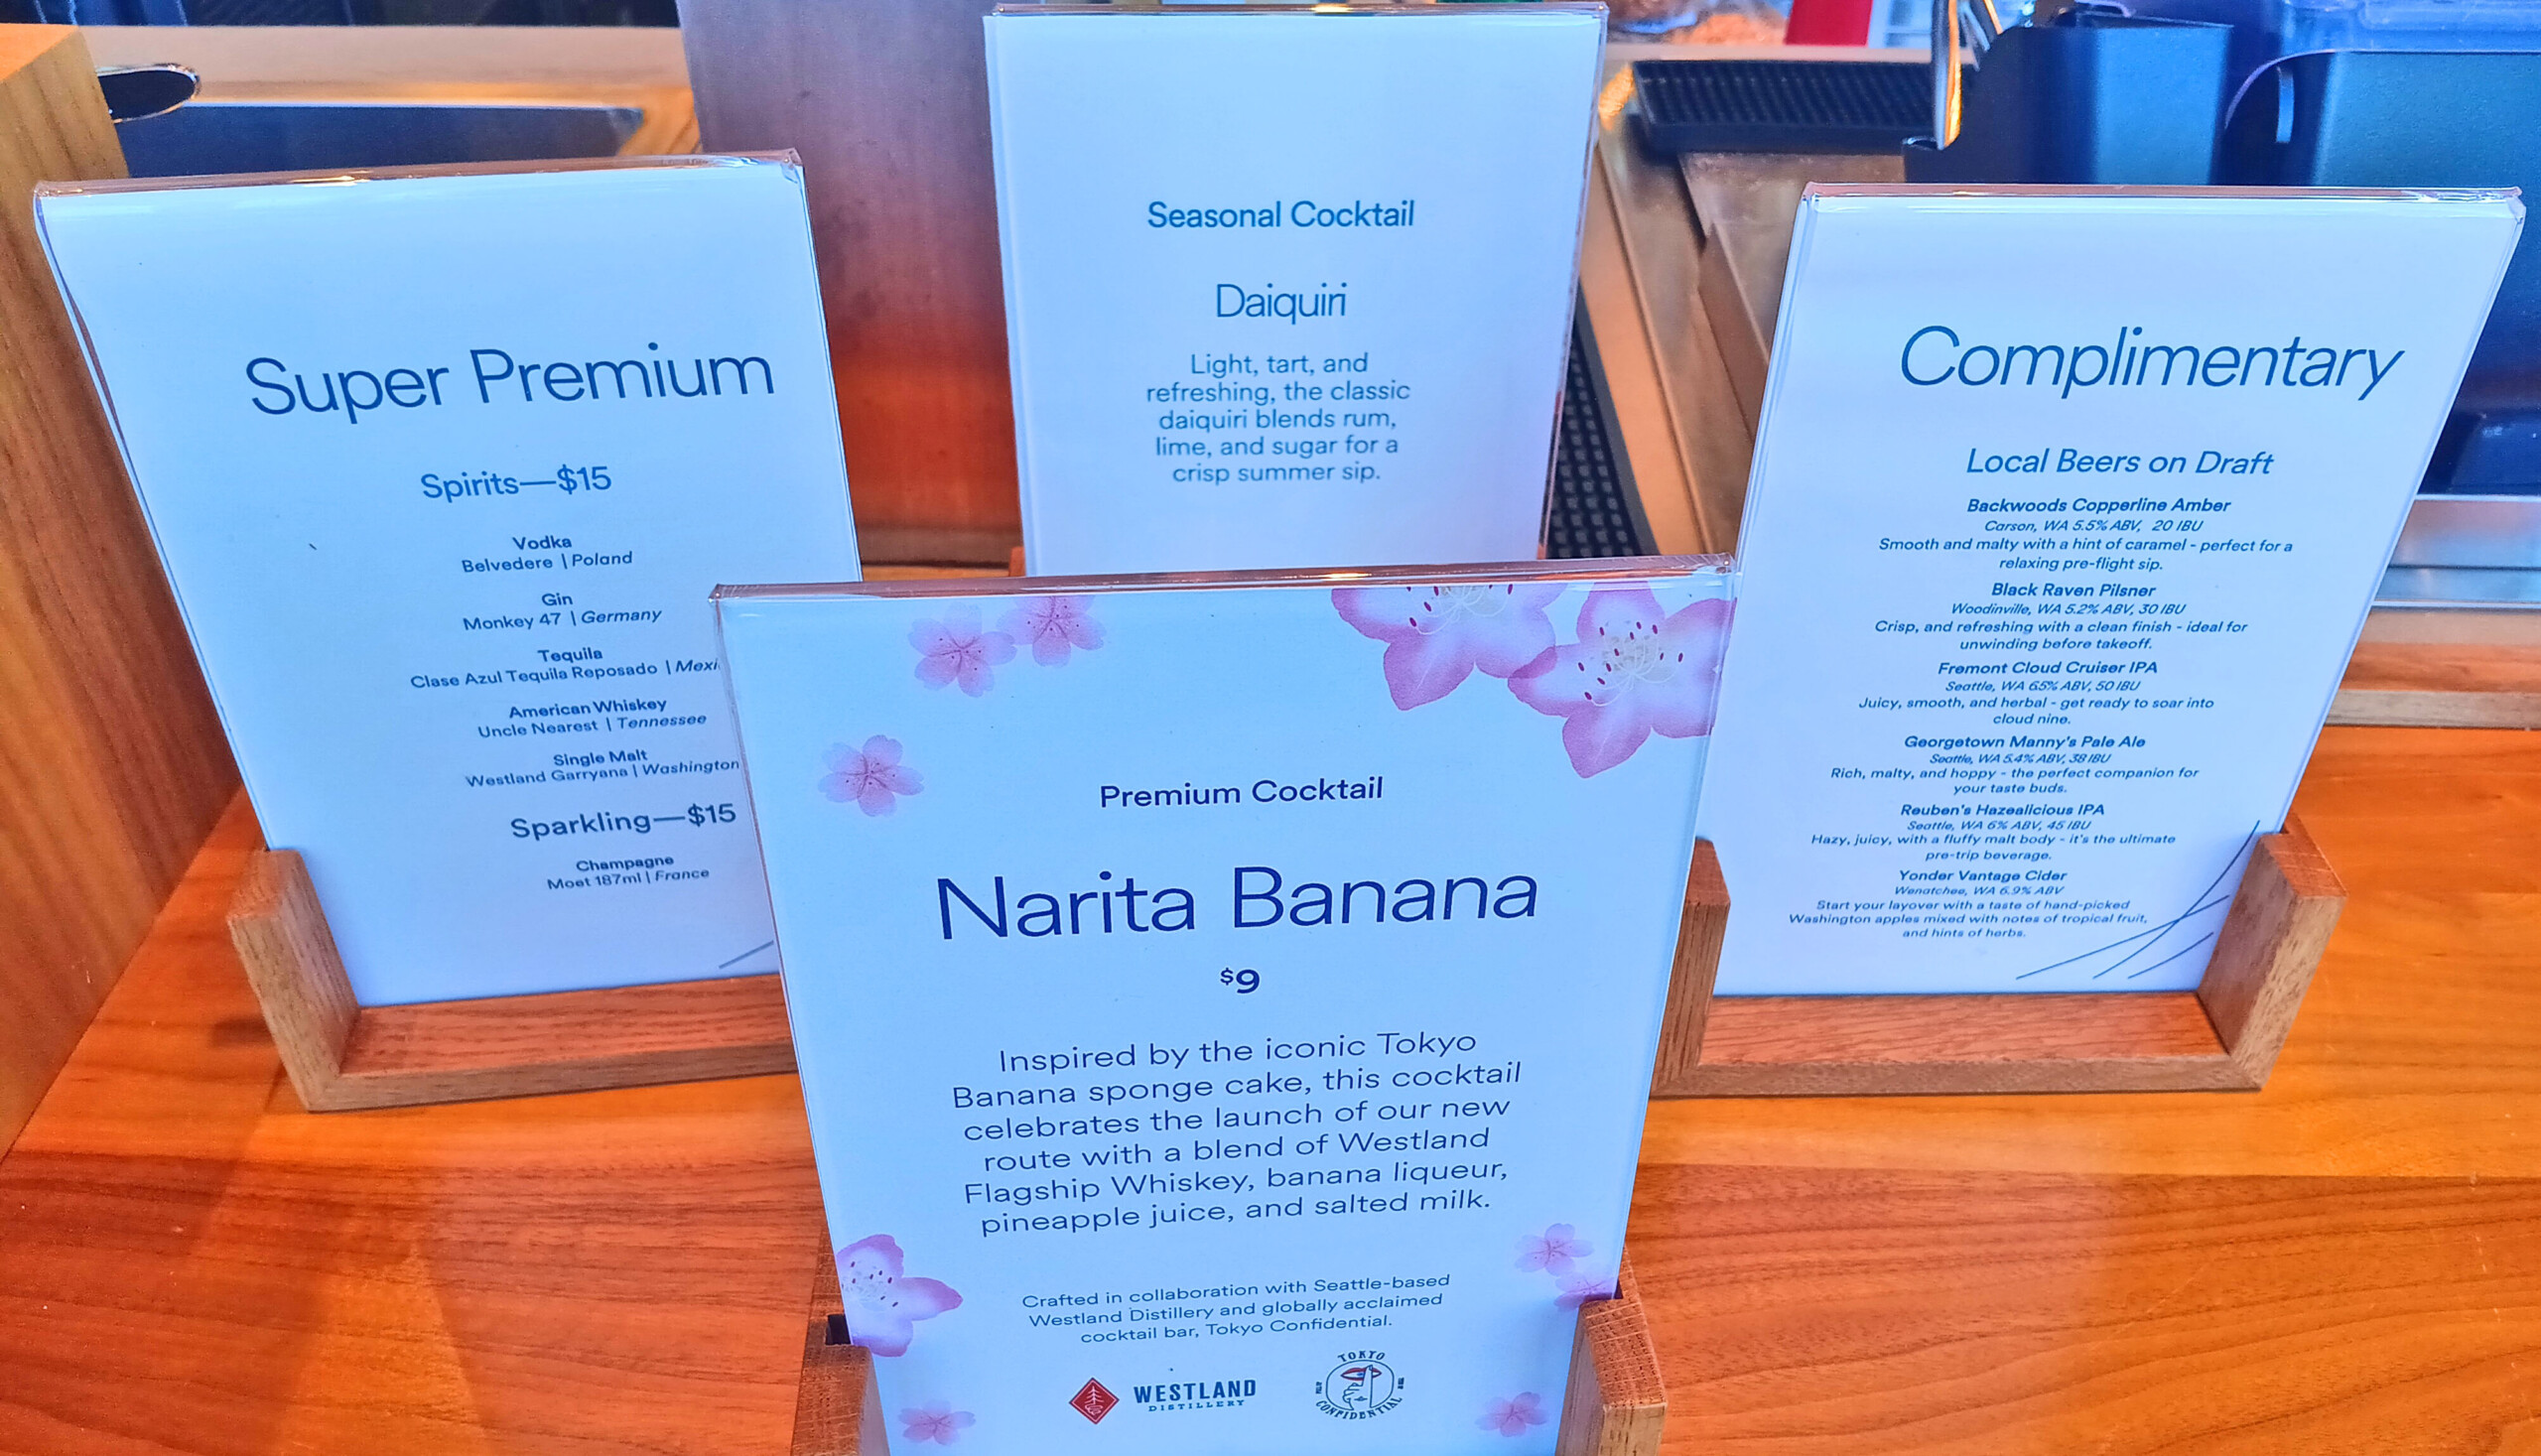 Super Premium
Spirits—$15
Vodka
Belvedere | Poland
Gin
Monkey 47 | Germany
Tequila
Clase Azul Tequila Reposado | Mexi
American Whiskey
Uncle Nearest | Tennessee
Single Malt
Westland Garryana | Washington
Sparkling—$15
Champagne
Moet 187ml | France
Seasonal Cocktail
Daiquiri
Light, tart, and
refreshing, the classic
daiquiri blends rum,
lime, and sugar for a
crisp summer sip.
Complimentary
Local Beers on Draft
Backwoods Copperline Amber
Carson, WA 5.5% ABV, 20 IBU
Smooth and malty with a hint of caramel - perfect for a
relaxing pre-flight sip.
Black Raven Pilsner
Woodinville, WA 5.2% ABV, 30 IBU
Crisp, and refreshing with a clean finish - ideal for
unwinding before takeoff.
Fremont Cloud Cruiser IPA
Seattle, WA 6.5% ABV, 50 IBU
Juicy, smooth, and herbal - get ready to soar into
cloud nine.
Georgetown Manny's Pale Ale
Seattle, WA 5.4% ABV, 38 IBU
Rich, malty, and hoppy - the perfect companion for
your taste buds.
Reuben's Hazealicious IPA
Seattle, WA 6% ABV, 45 IBU
Hazy, juicy, with a fluffy malt body - it's the ultimate
pre-trip beverage.
Yonder Vantage Cider
Wenatchee, WA 6.9% ABV
Start your layover with a taste of hand-picked
Washington apples mixed with notes of tropical fruit,
and hints of herbs.
Premium Cocktail
Narita Banana
$9
Inspired by the iconic Tokyo
Banana sponge cake, this cocktail
celebrates the launch of our new
route with a blend of Westland
Flagship Whiskey, banana liqueur,
pineapple juice, and salted milk.
Crafted in collaboration with Seattle-based
Westland Distillery and globally acclaimed
cocktail bar, Tokyo Confidential.
WESTLAND
DISTILLERY
TOKYO
CONFIDENTIAL